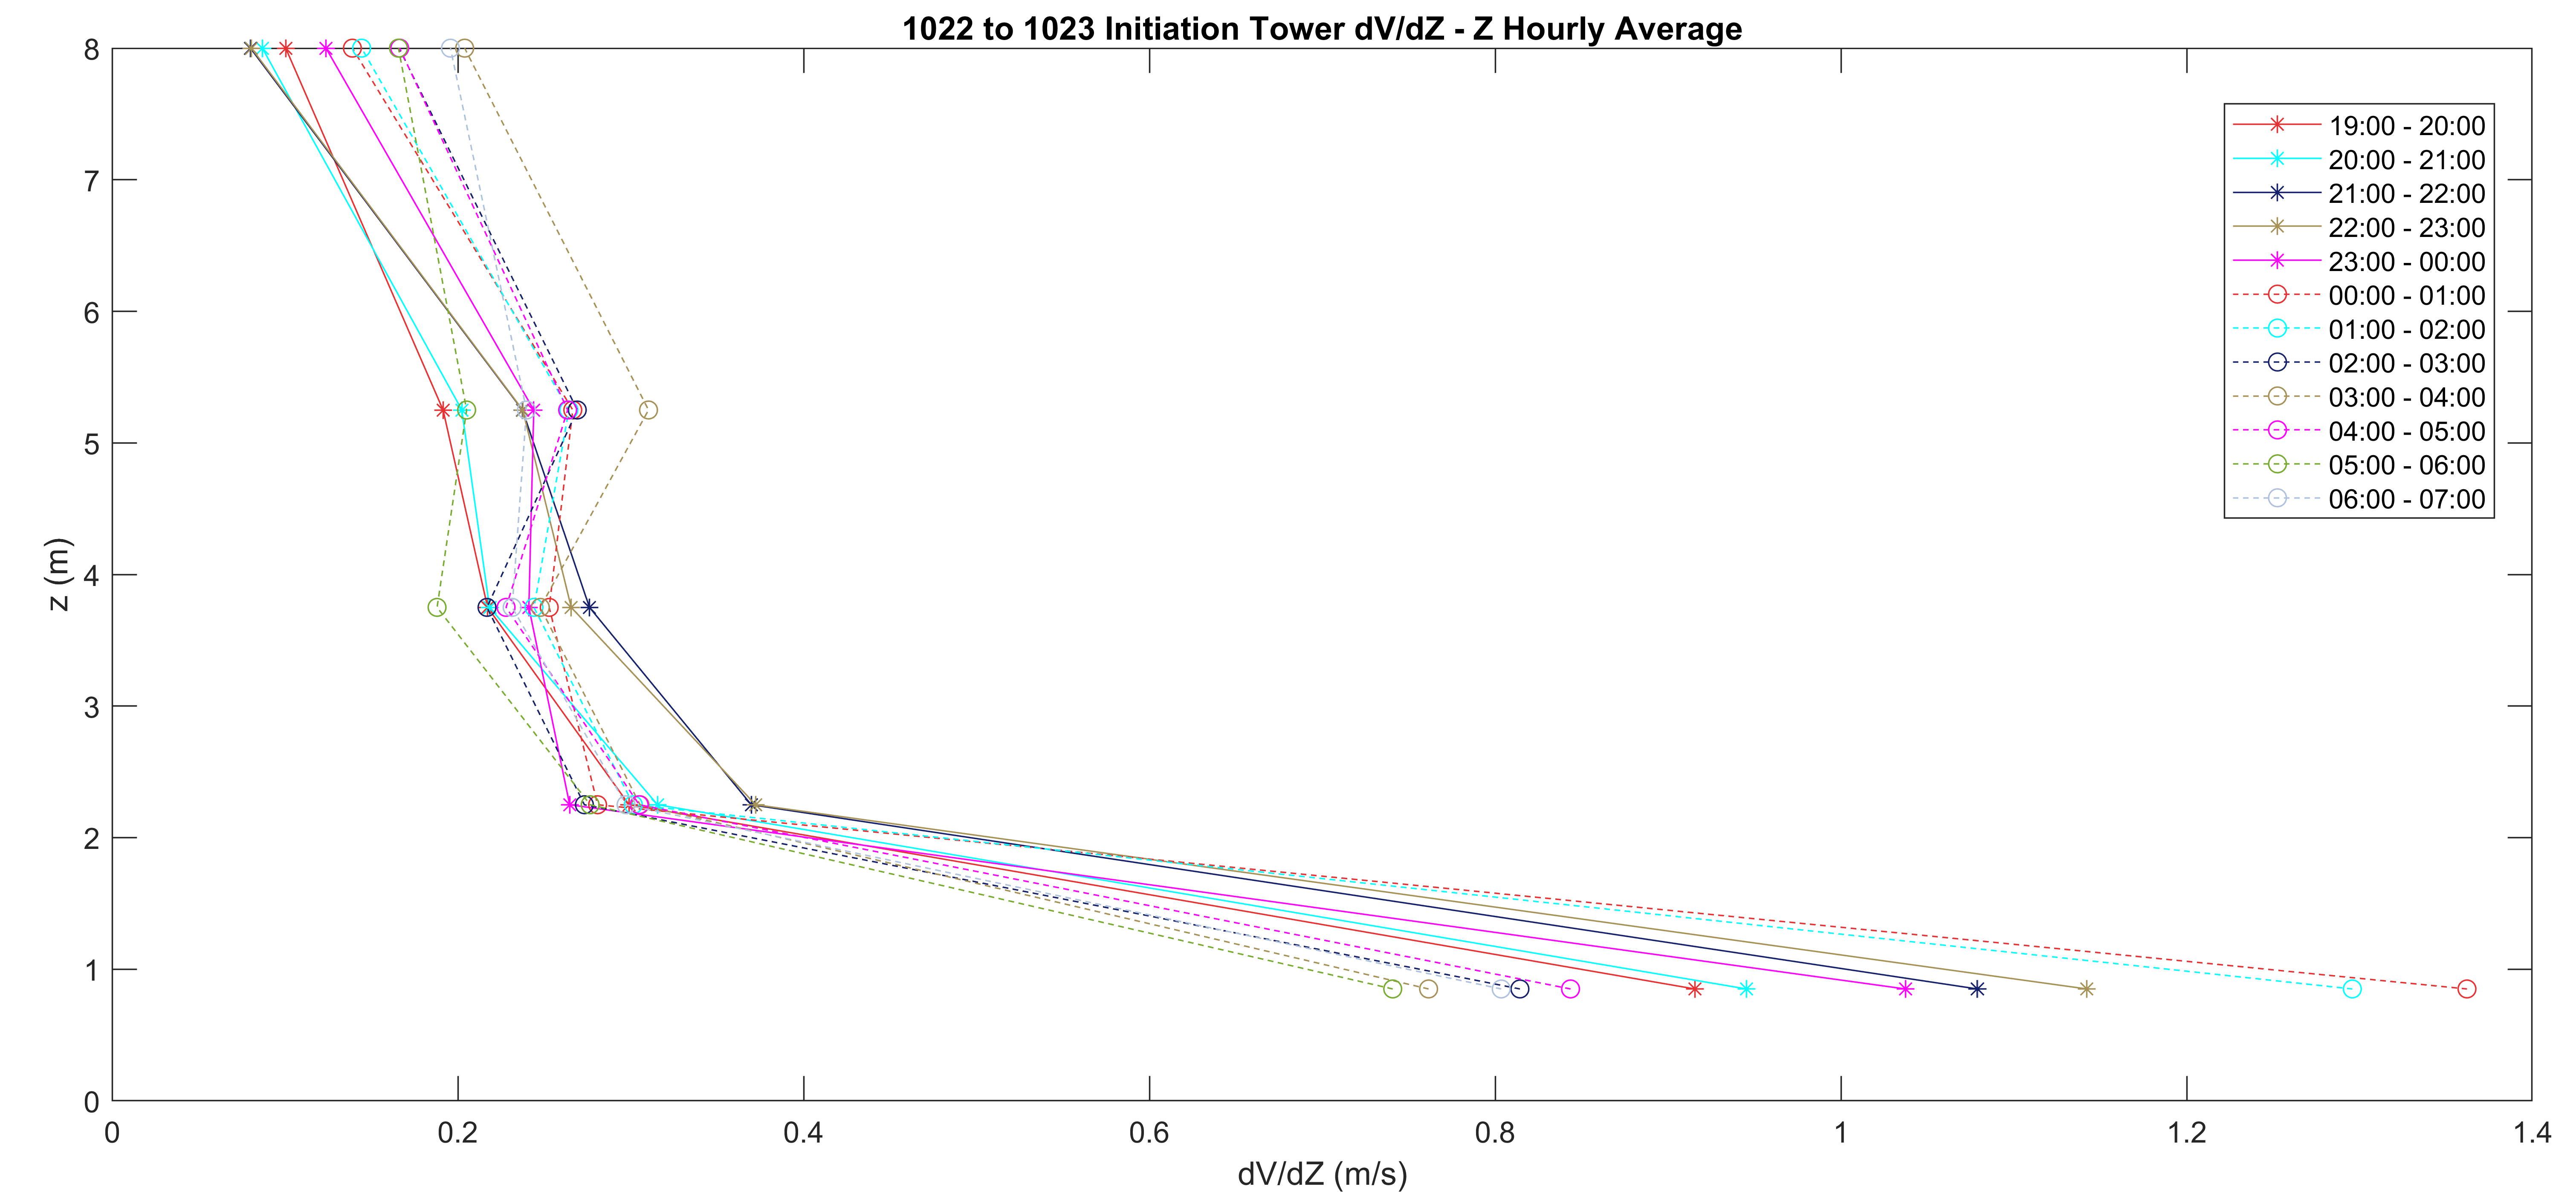 1022 to 1023 Initiation Tower dV/dZ - Z Hourly Average
8
7
6
5
4
3
2
1
0
z (m)
19:00 - 20:00
20:00 - 21:00
21:00 - 22:00
22:00 - 23:00
23:00 - 00:00
00:00 - 01:00
01:00 - 02:00
02:00 - 03:00
03:00 - 04:00
04:00 - 05:00
05:00 - 06:00
06:00 - 07:00
0 0.2 0.4 0.6 0.8 1 1.2 1.4
dV/dZ (m/s)